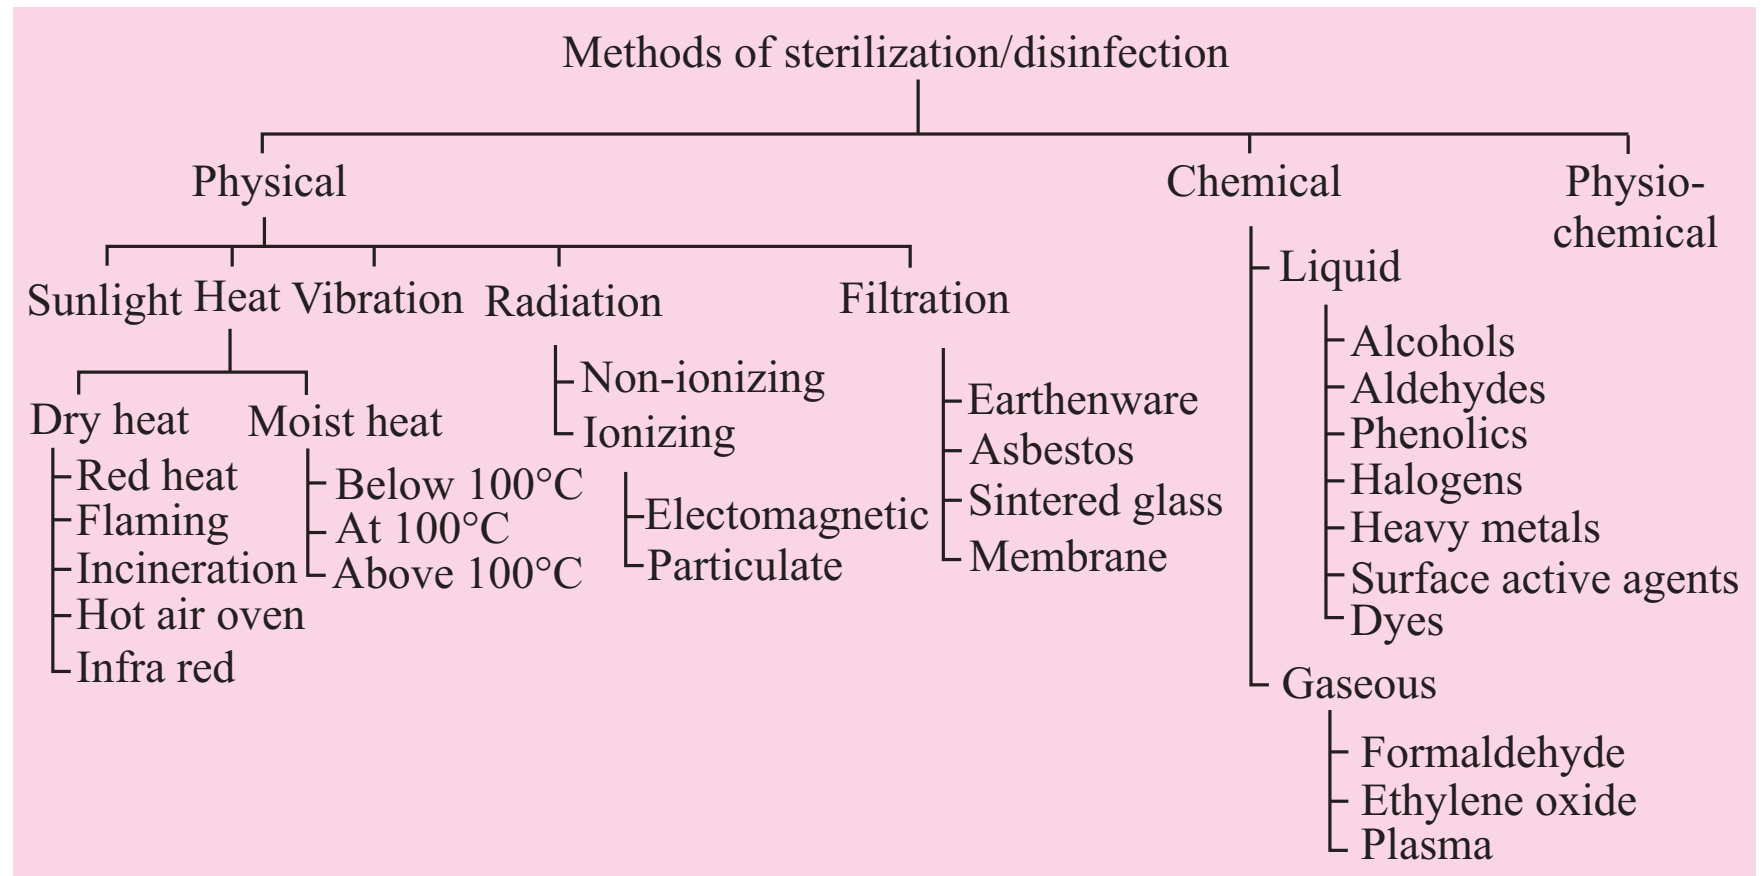 Methods of sterilization/disinfection
Physical
Chemical
Physio-
chemical
Sunlight
Heat
Vibration
Radiation
Filtration
Dry heat
Red heat
Flaming
Incineration
Hot air oven
Infra red
Moist heat
Below 100°C
At 100°C
Above 100°C
Non-ionizing
Ionizing
Electomagnetic
Particulate
Earthenware
Asbestos
Sintered glass
Membrane
Liquid
Alcohols
Aldehydes
Phenolics
Halogens
Heavy metals
Surface active agents
Dyes
Gaseous
Formaldehyde
Ethylene oxide
Plasma